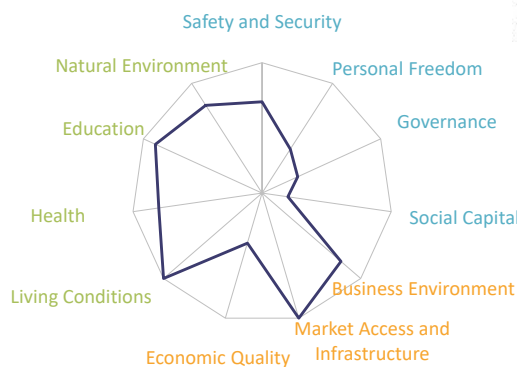 Safety and Security
Natural Environment
Personal Freedom
Education
Governance
Health
Social Capital
Living Conditions
Business Environment
Market Access and
Infrastructure
Economic Quality